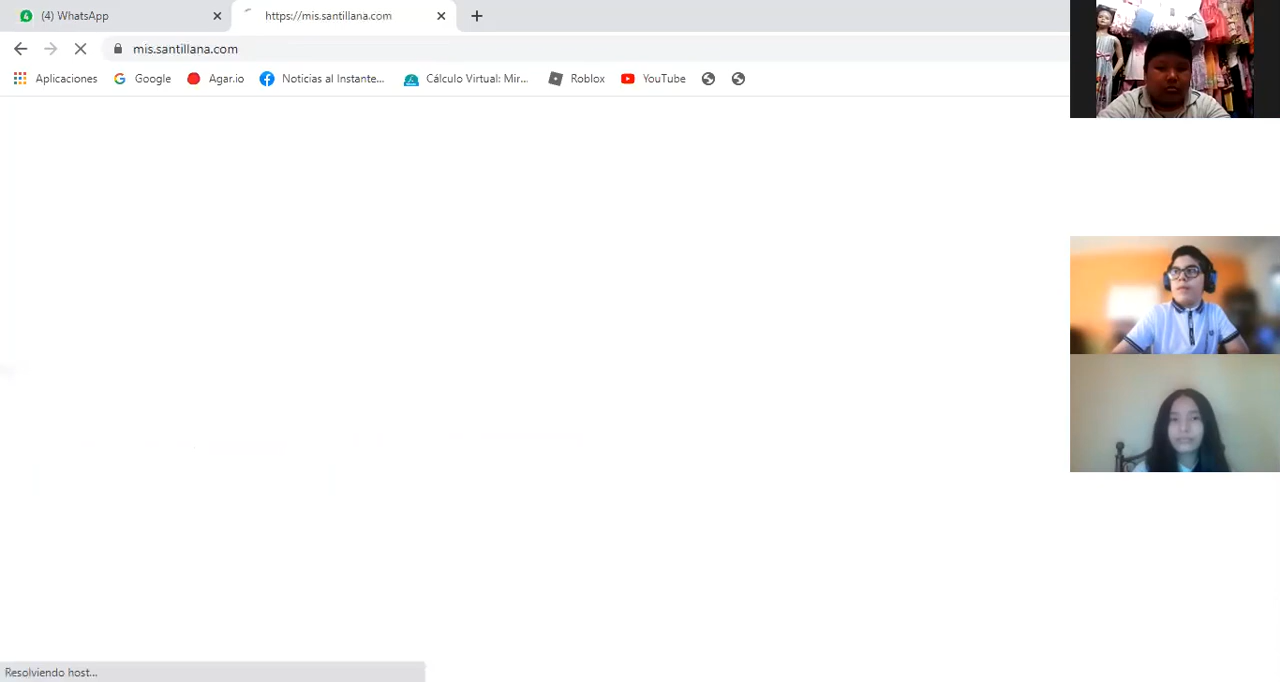 4 (4) WhatsApp https://mis.santillana.com
mis.santillana.com
Aplicaciones Google Agar.io Noticias al Instante... Cálculo Virtual: Mir... Roblox YouTube
Resolviendo host...